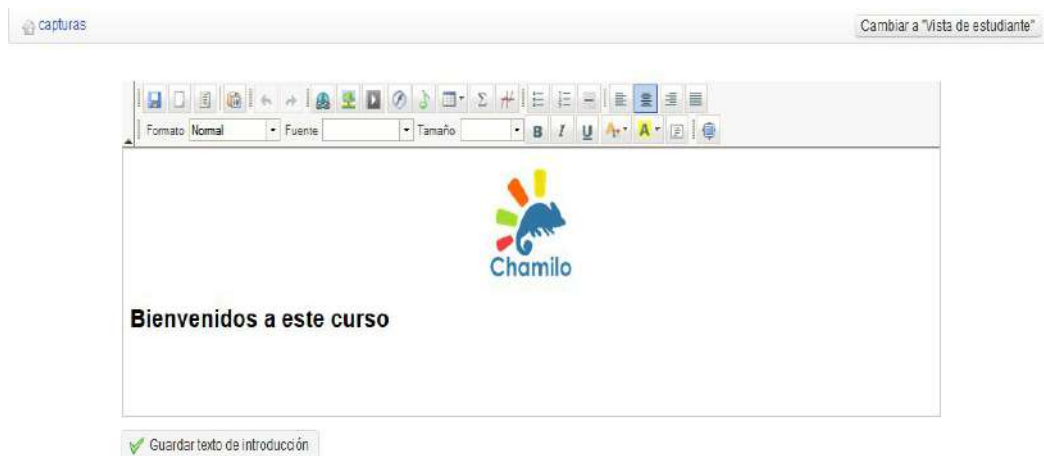 capturas
Cambiar a "Vista de estudiante"
Formato Normal Fuente Tamaño B I U A A
Chamilo
Bienvenidos a este curso
Guardar texto de introducción